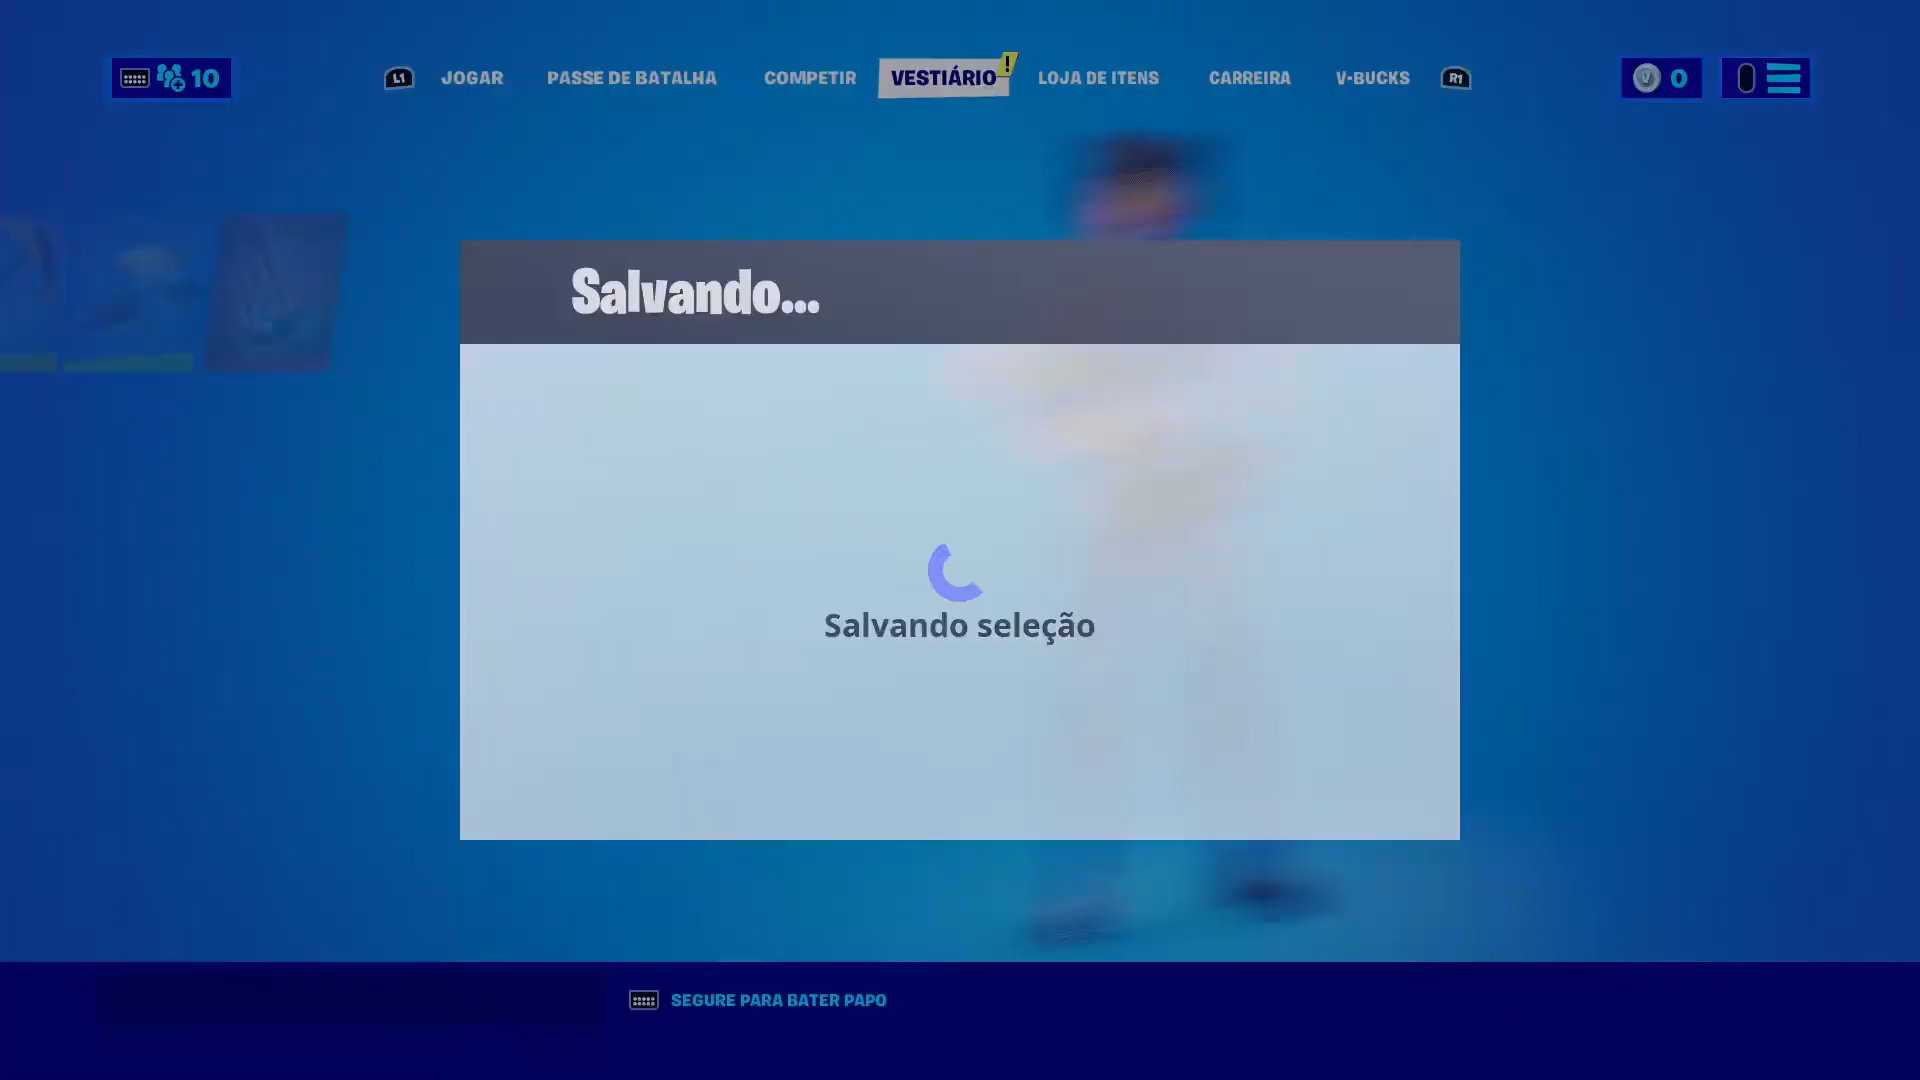 10
L1
JOGAR
PASSE DE BATALHA
COMPETIR
VESTIÁRIO
!
LOJA DE ITENS
CARREIRA
V-BUCKS
R1
V 0
Salvando...
Salvando seleção
SEGURE PARA BATER PAPO